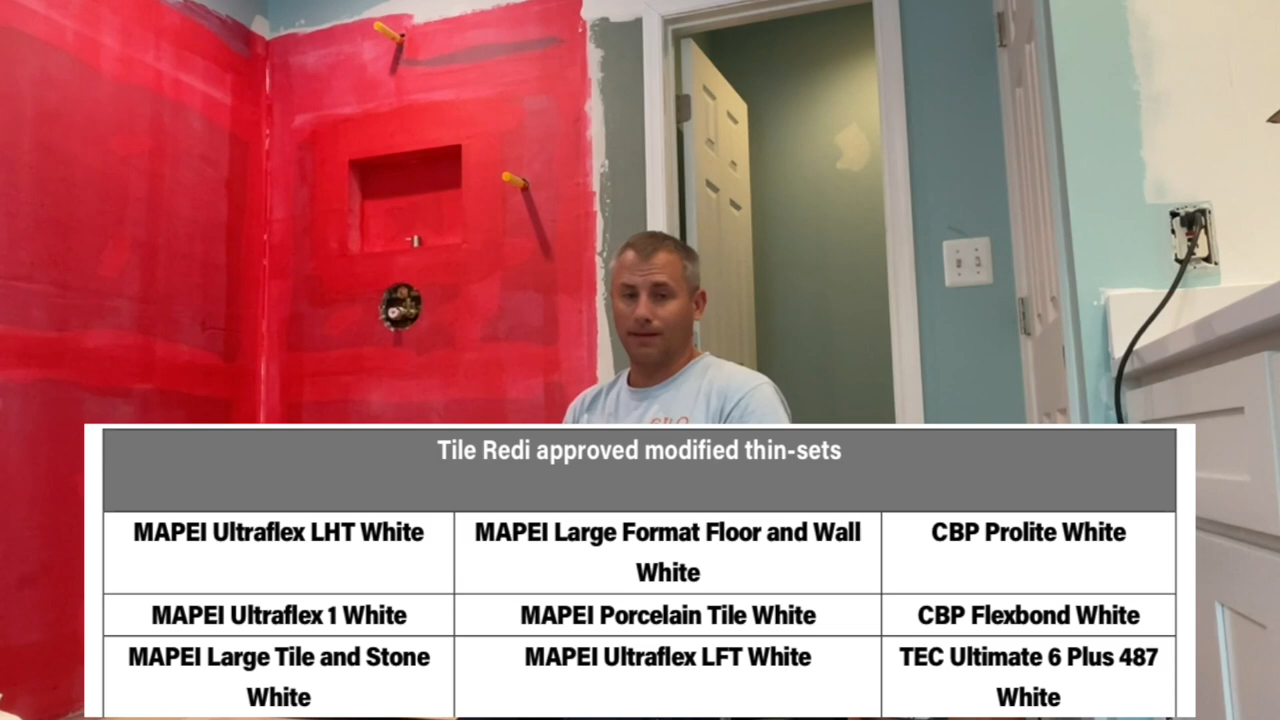 Tile Redi approved modified thin-sets
MAPEI Ultraflex LHT White
MAPEI Large Format Floor and Wall
White
CBP Prolite White
MAPEI Ultraflex 1 White
MAPEI Porcelain Tile White
CBP Flexbond White
MAPEI Large Tile and Stone
White
MAPEI Ultraflex LFT White
TEC Ultimate 6 Plus 487
White